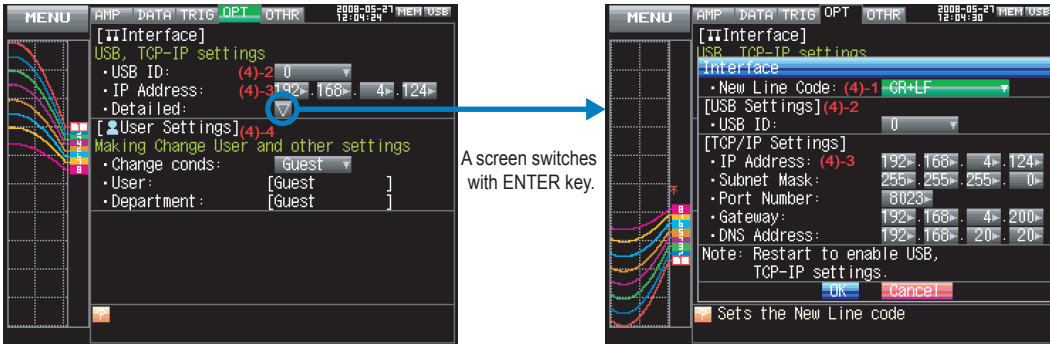 MENU AMP DATA TRIG OPT OTHR 2008-05-27 12:04:24 MEM USB
[Interface]
USB, TCP-IP settings
・USB ID: (4)-2 0
・IP Address: (4)-3 192. 168. 4. 124
・Detailed:
[User Settings] (4)-4
Making Change User and other settings
・Change conds: Guest
・User: [Guest ]
・Department: [Guest ]
?
A screen switches
with ENTER key.
MENU AMP DATA TRIG OPT OTHR 2008-05-27 12:04:30 MEM USB
[Interface]
USB, TCP-IP settings
Interface
・New Line Code: (4)-1 CR+LF
[USB Settings] (4)-2
・USB ID: 0
[TCP/IP Settings]
・IP Address: (4)-3 192. 168. 4. 124
・Subnet Mask: 255. 255. 255. 0
・Port Number: 8023
・Gateway: 192. 168. 4. 200
・DNS Address: 192. 168. 20. 20
Note: Restart to enable USB,
TCP-IP settings.
OK Cancel
? Sets the New Line code